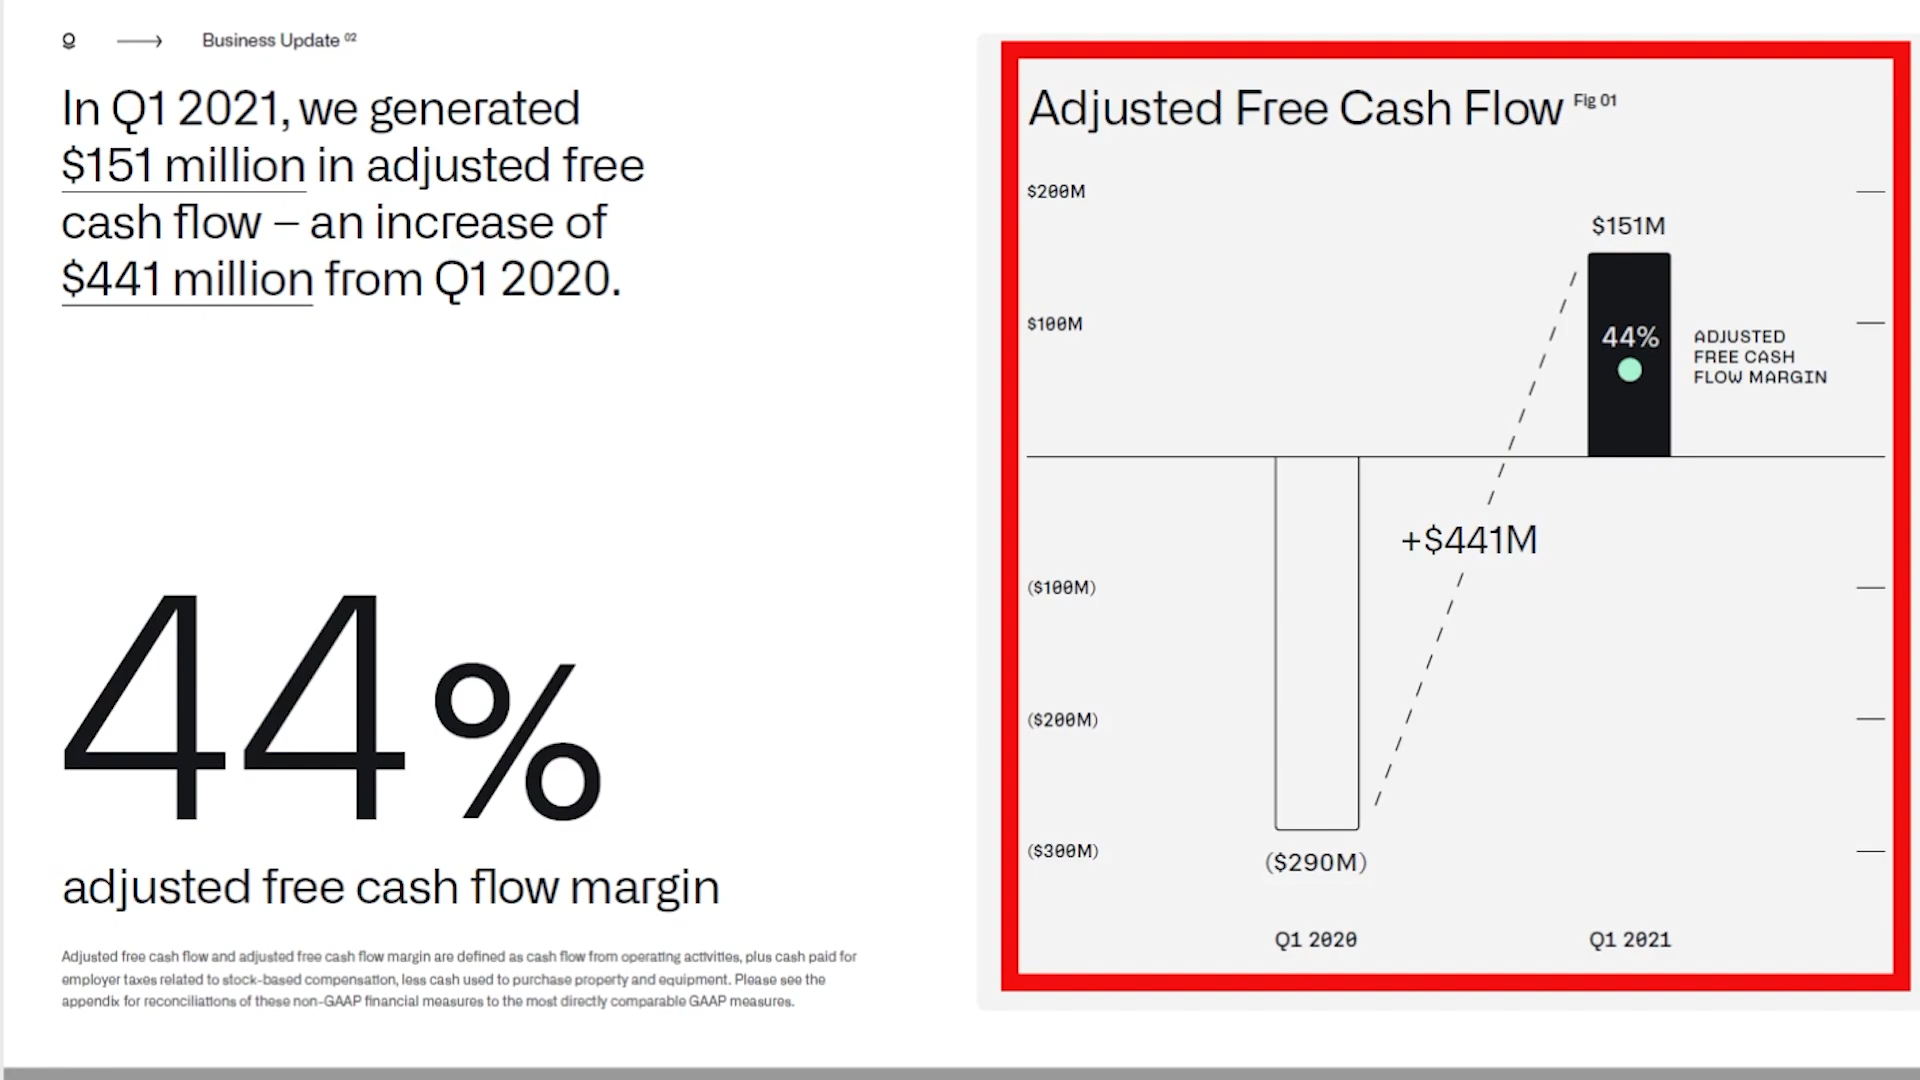 Business Update 02
In Q1 2021, we generated
$151 million in adjusted free
cash flow – an increase of
$441 million from Q1 2020.
44%
adjusted free cash flow margin
Adjusted free cash flow and adjusted free cash flow margin are defined as cash flow from operating activities, plus cash paid for
employer taxes related to stock-based compensation, less cash used to purchase property and equipment. Please see the
appendix for reconciliations of these non-GAAP financial measures to the most directly comparable GAAP measures.
Adjusted Free Cash Flow Fig 01
$200M
$151M
$100M
44%
ADJUSTED
FREE CASH
FLOW MARGIN
+$441M
($100M)
($200M)
($300M)
($290M)
Q1 2020
Q1 2021